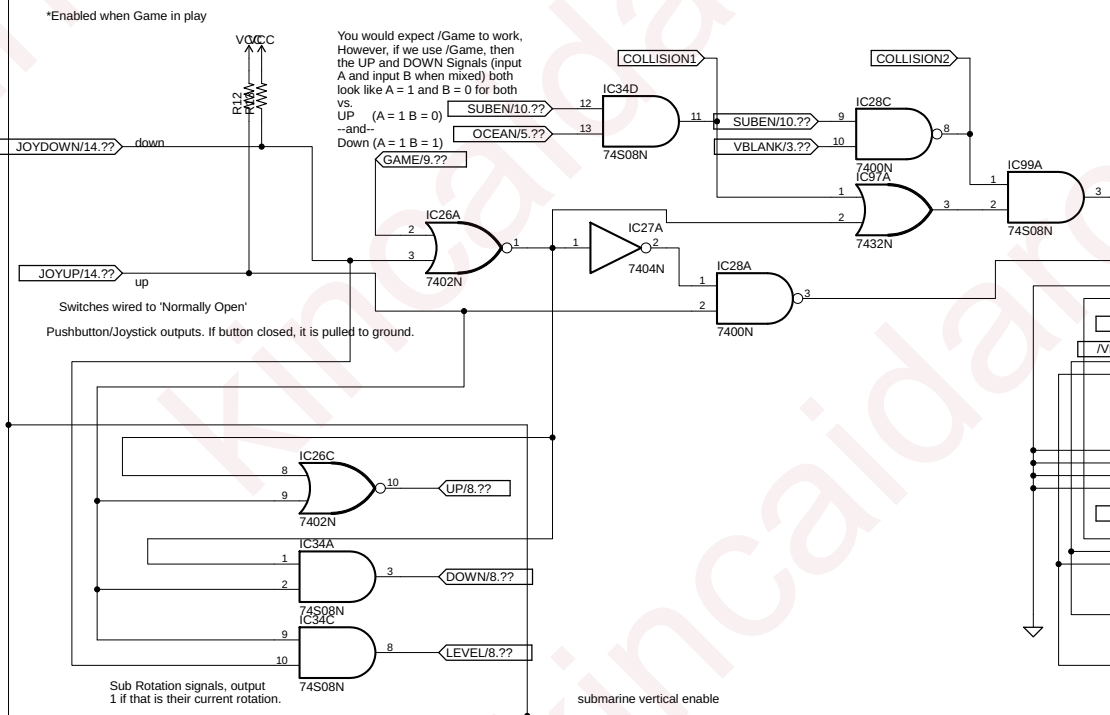 *Enabled when Game in play
VCC
VCC
R12
You would expect /Game to work,
However, if we use /Game, then
the UP and DOWN Signals (input
A and input B when mixed) both
look like A = 1 and B = 0 for both
vs.
UP (A = 1 B = 0)
--and--
Down (A = 1 B = 1)
COLLISION1
COLLISION2
IC34D
SUBEN/10.??
12
OCEAN/5.??
13
11
74S08N
IC28C
SUBEN/10.??
9
VBLANK/3.??
10
8
7400N
JOYDOWN/14.??
down
GAME/9.??
IC97A
1
2
3
7432N
IC99A
1
2
3
74S08N
IC26A
2
3
1
7402N
IC27A
1
2
7404N
IC28A
1
2
3
7400N
JOYUP/14.??
up
Switches wired to 'Normally Open'
Pushbutton/Joystick outputs. If button closed, it is pulled to ground.
/V
IC26C
8
9
10
7402N
UP/8.??
IC34A
1
2
3
74S08N
DOWN/8.??
IC34C
9
10
8
74S08N
LEVEL/8.??
Sub Rotation signals, output
1 if that is their current rotation.
submarine vertical enable
kincaidar
kincaidar